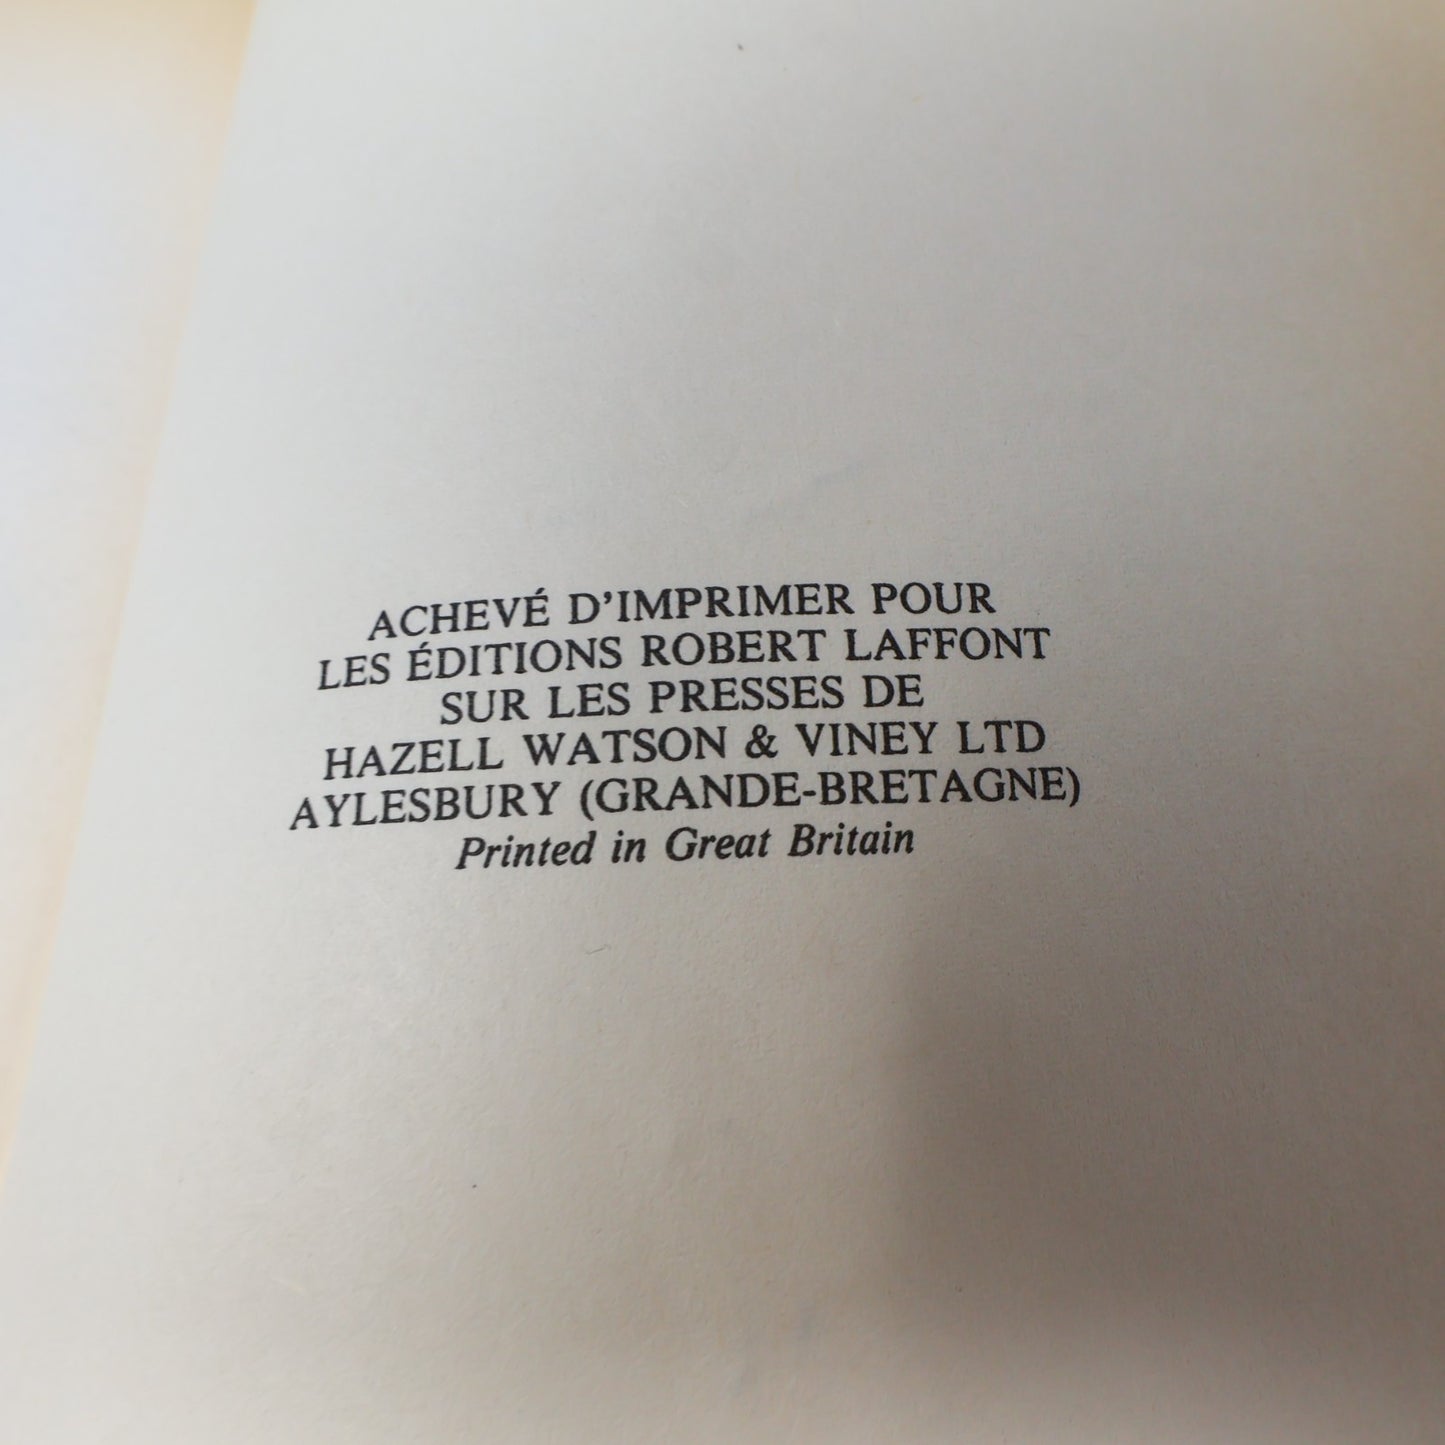 ACHEVÉ D'IMPRIMER POUR
LES ÉDITIONS ROBERT LAFFONT
SUR LES PRESSES DE
HAZELL WATSON & VINEY LTD
AYLESBURY (GRANDE-BRETAGNE)
Printed in Great Britain